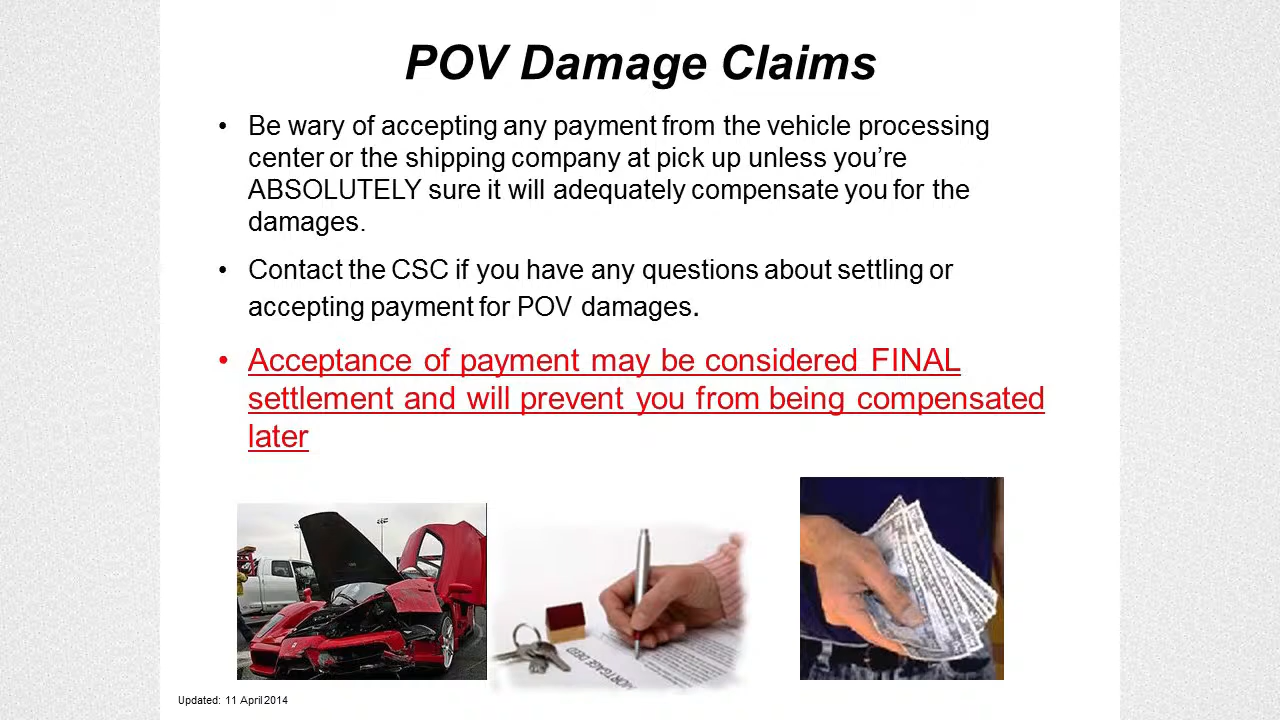 POV Damage Claims
• Be wary of accepting any payment from the vehicle processing
center or the shipping company at pick up unless you’re
ABSOLUTELY sure it will adequately compensate you for the
damages.
• Contact the CSC if you have any questions about settling or
accepting payment for POV damages.
• Acceptance of payment may be considered FINAL
settlement and will prevent you from being compensated
later
MORTGAGE DEED
Updated: 11 April 2014